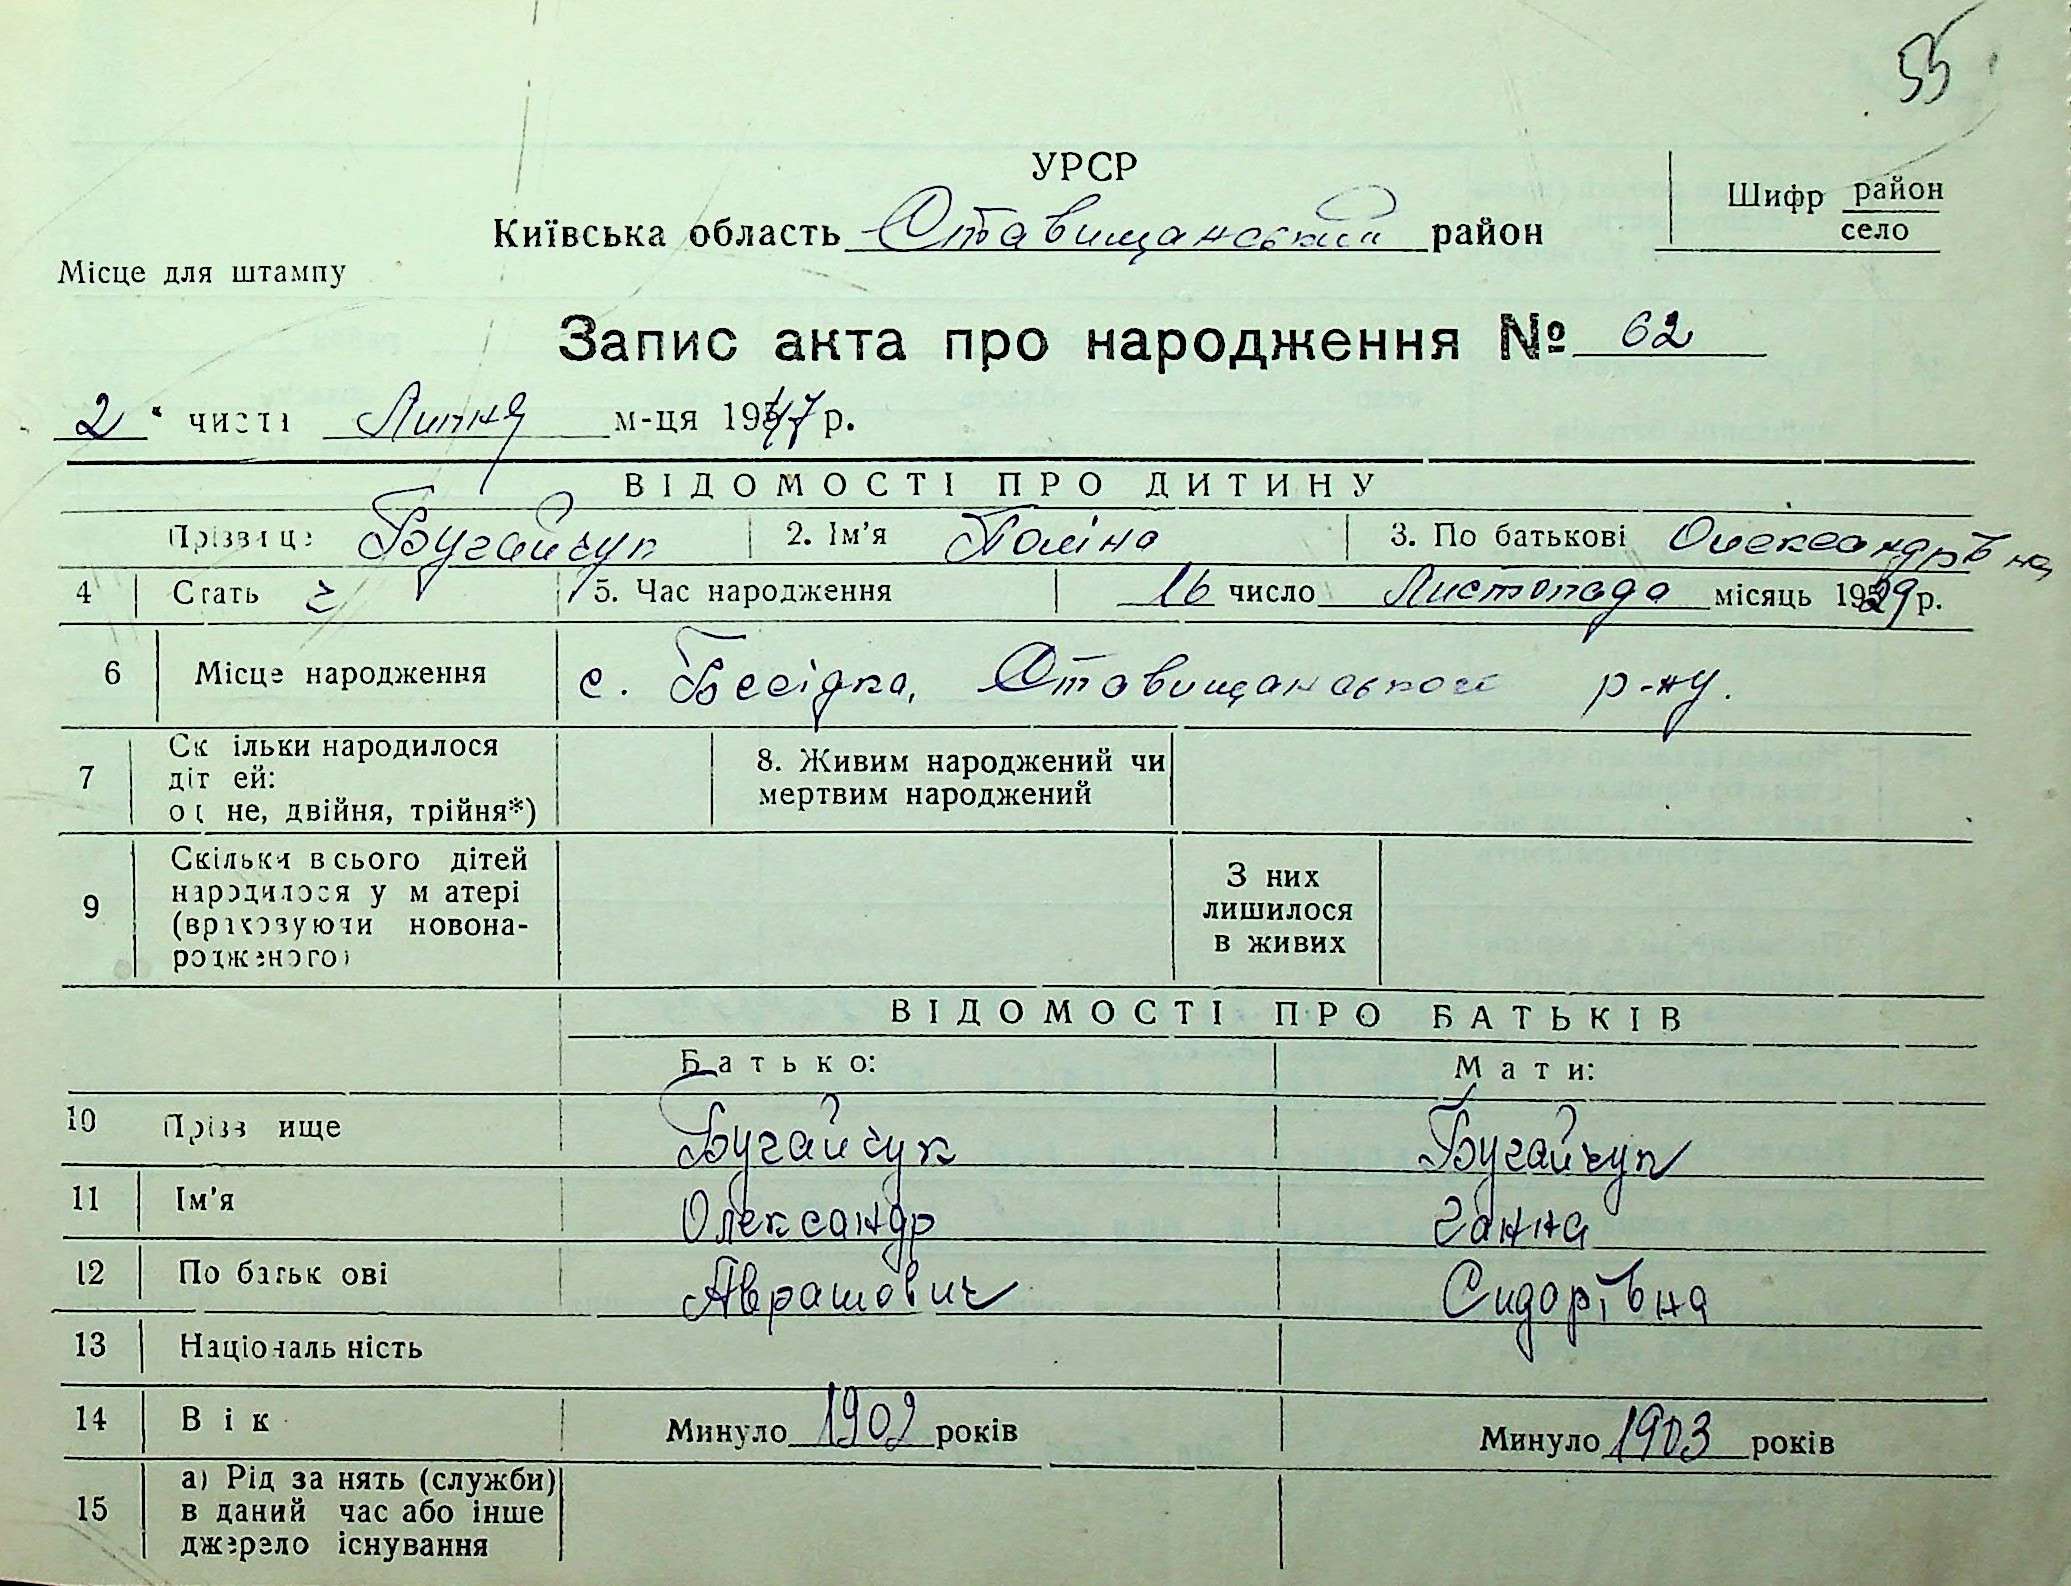 55
УРСР
Київська область Ставищанський район
Шифр район
село
Місце для штампу
Запис акта про народження № 62
2 " числа Липня м-ця 1947 р.
ВІДОМОСТІ ПРО ДИТИНУ
Прізвище Бугайчук 2. Ім'я Поліна 3. По батькові Олександрівна
4 Стать 5. Час народження 16 число Листопада місяць 1929 р.
6 Місце народження с. Бесідка, Ставищанського р-ну.
7 Скільки народилося дітей: одне, двійня, трійня*) 8. Живим народжений чи мертвим народжений
9 Скільки всього дітей народилося у матері (враховуючи новона-родженого) З них лишилося в живих
ВІДОМОСТІ ПРО БАТЬКІВ
Батько: Мати:
10 Прізвище Бугайчук Бугайчук
11 Ім'я Олександр Ганна
12 По батькові Аврамович Сидорівна
13 Національність
14 Вік Минуло 1902 років Минуло 1903 років
15 а) Рід занять (служби) в даний час або інше джерело існування